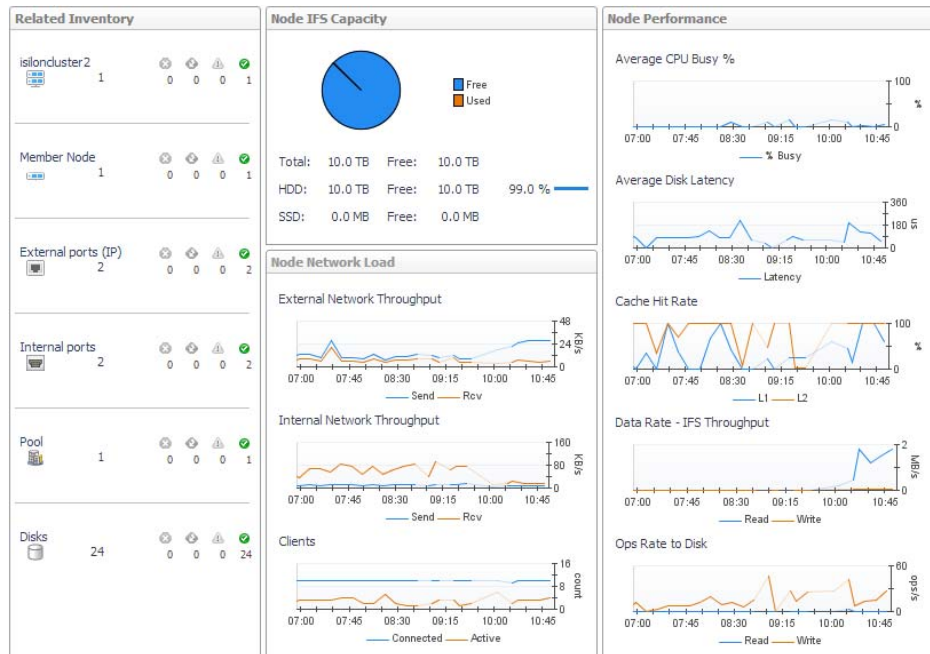 Related Inventory
isiloncluster2
1
0 0 0 1
Member Node
1
0 0 0 1
External ports (IP)
2
0 0 0 2
Internal ports
2
0 0 0 2
Pool
1
0 0 0 1
Disks
24
0 0 0 24
Node IFS Capacity
Free
Used
Total: 10.0 TB Free: 10.0 TB
HDD: 10.0 TB Free: 10.0 TB 99.0 %
SSD: 0.0 MB Free: 0.0 MB
Node Network Load
External Network Throughput
48
24
0
KB/s
07:00 07:45 08:30 09:15 10:00 10:45
Send Rcv
Internal Network Throughput
160
80
0
KB/s
07:00 07:45 08:30 09:15 10:00 10:45
Send Rcv
Clients
16
8
0
count
07:00 07:45 08:30 09:15 10:00 10:45
Connected Active
Node Performance
Average CPU Busy %
100
0
%
07:00 07:45 08:30 09:15 10:00 10:45
% Busy
Average Disk Latency
360
180
0
us
07:00 07:45 08:30 09:15 10:00 10:45
Latency
Cache Hit Rate
100
0
%
07:00 07:45 08:30 09:15 10:00 10:45
L1 L2
Data Rate - IFS Throughput
2
0
MB/s
07:00 07:45 08:30 09:15 10:00 10:45
Read Write
Ops Rate to Disk
60
0
ops/s
07:00 07:45 08:30 09:15 10:00 10:45
Read Write